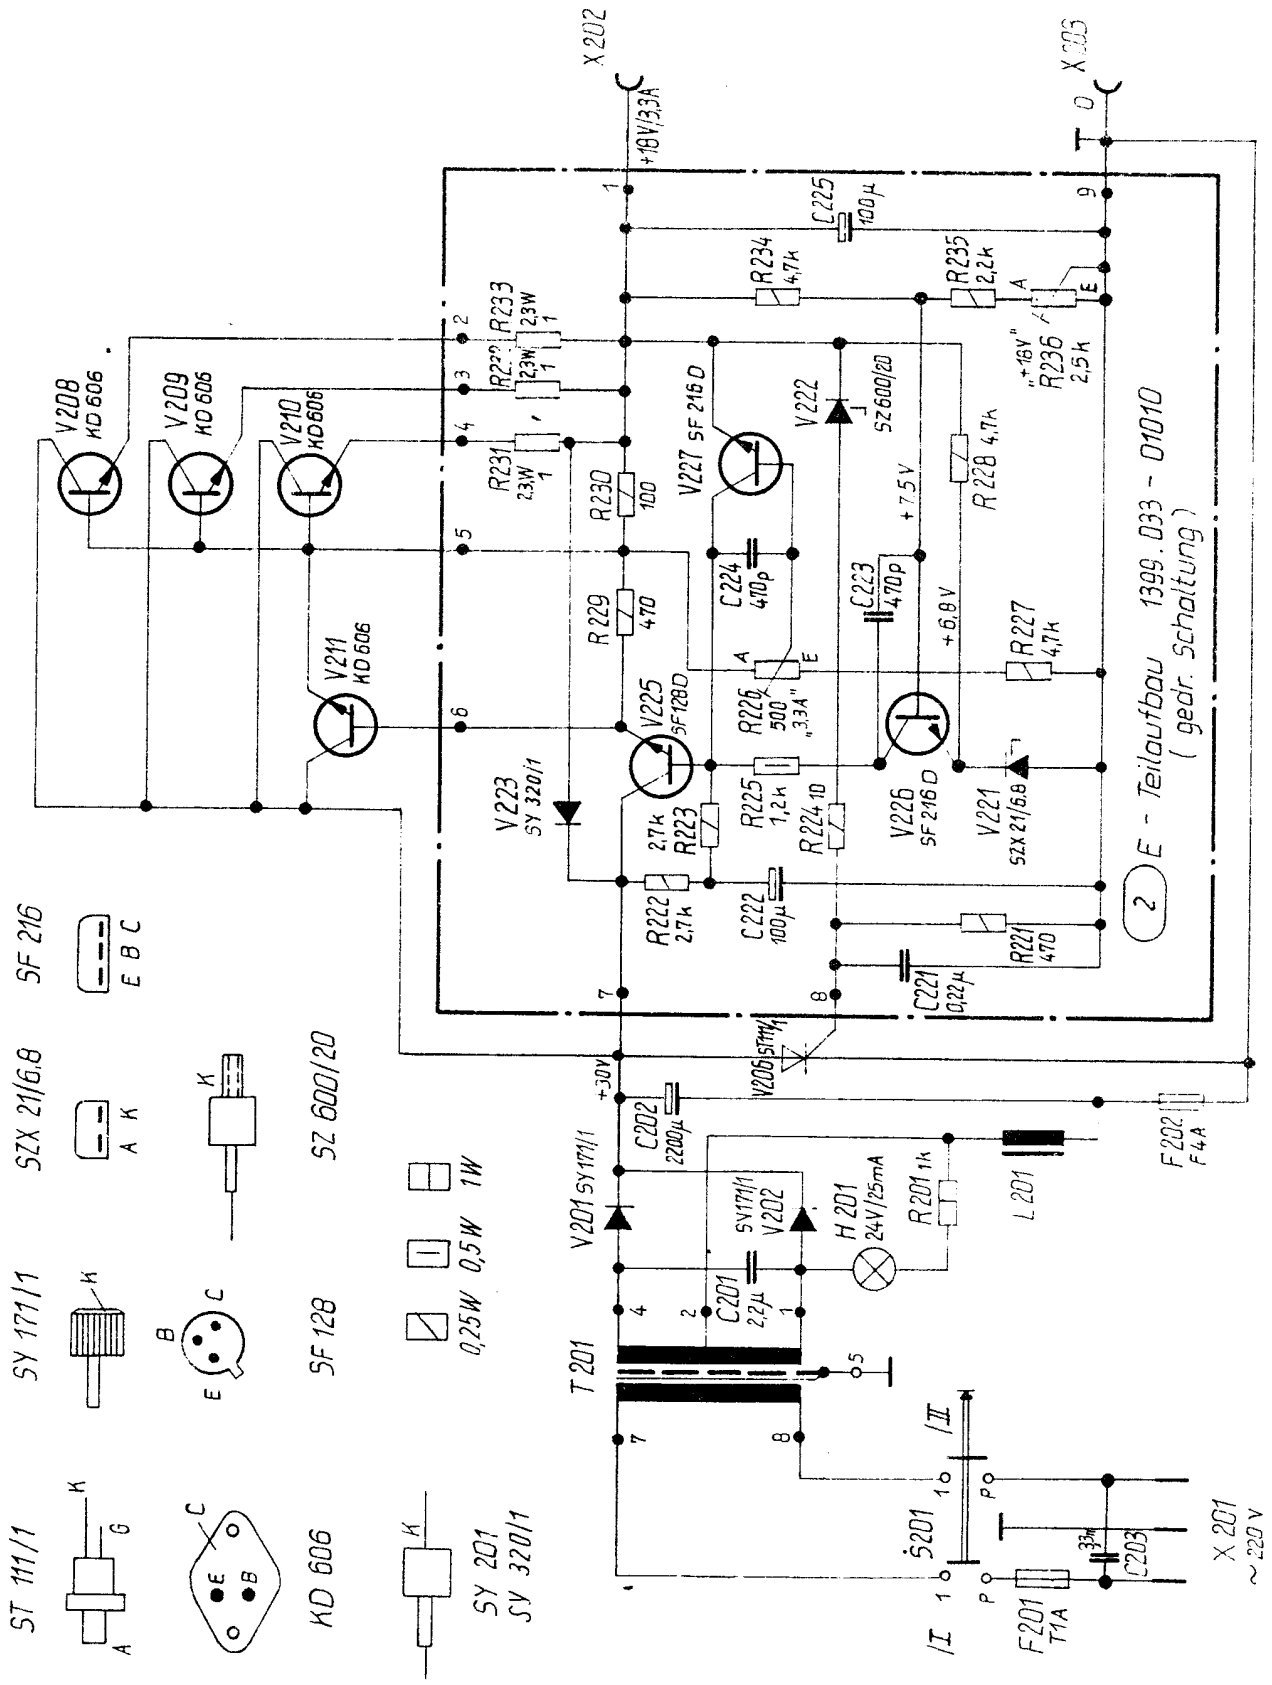 ST 111/1
A
K
G
SY 171/1
K
SZX 21/6.8
A K
SF 216
E B C
KD 606
C
E
B
SF 128
B
C
E
SZ 600/20
K
SY 201
SY 320/1
K
0,25W
0,5W
1W
V208
KD 606
V209
KD 606
V210
KD606
V211
KD 606
2
3
4
5
6
R233
2,3W
1
2,3W
1
R231
2,3W
1
V223
SY 320/1
R229
470
R230
100
1
+18V/3,3A
X202
7
+30V
V225
SF128D
V227
SF 216 D
R234
4,7k
C225
100µ
R222
2,7k
2,7k
R223
C224
470p
R226
500
„3,3A"
A
E
R225
1,2k
C222
100µ
R224 10
V222
SZ600/20
C223
470p
+7,5V
R235
2,2k
A
E
„+18V"
R236
2,5k
R228 4,7k
+6,8V
R227
4,7k
V226
SF 216 D
V221
SZX 21/6.8
R221
470
C221
0,22µ
8
9
0
2
E - Teilaufbau 1399.033 - 01010
( gedr. Schaltung )
V206
C202
2200µ
V201 SY171/1
SY171/1
V202
C201
2,2µ
H 201
24V/25mA
R201 1k
L201
F202
F4A
T201
4
2
1
5
7
8
S201
/I
/II
1
1
P
P
F201
T1A
33n
C203
X 201
~ 220 V